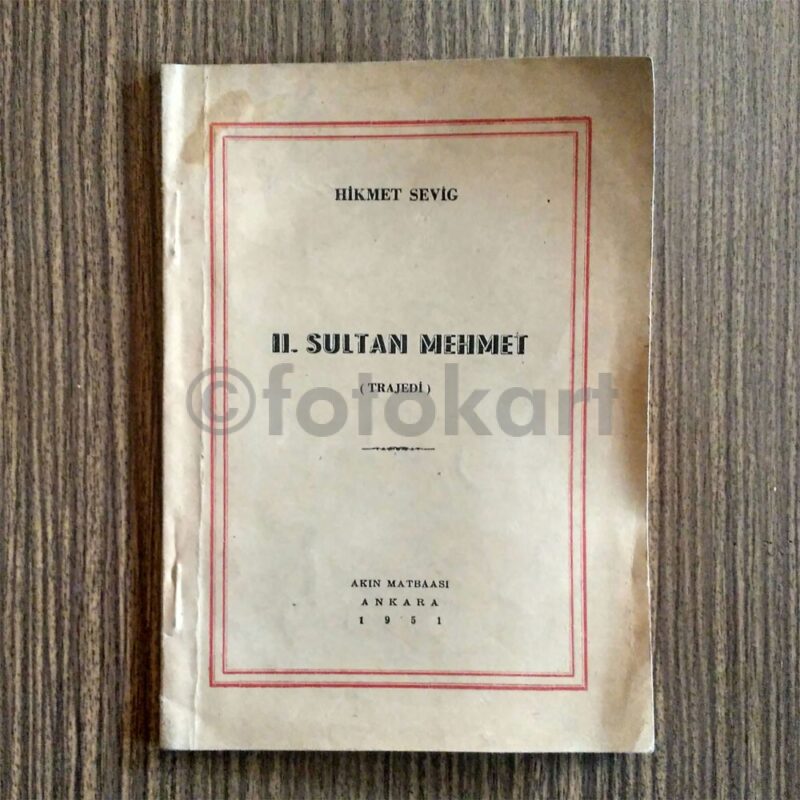 HİKMET SEVİG
II. SULTAN MEHMET
( TRAJEDİ )
©fotokart
AKIN MATBAASI
ANKARA
1951